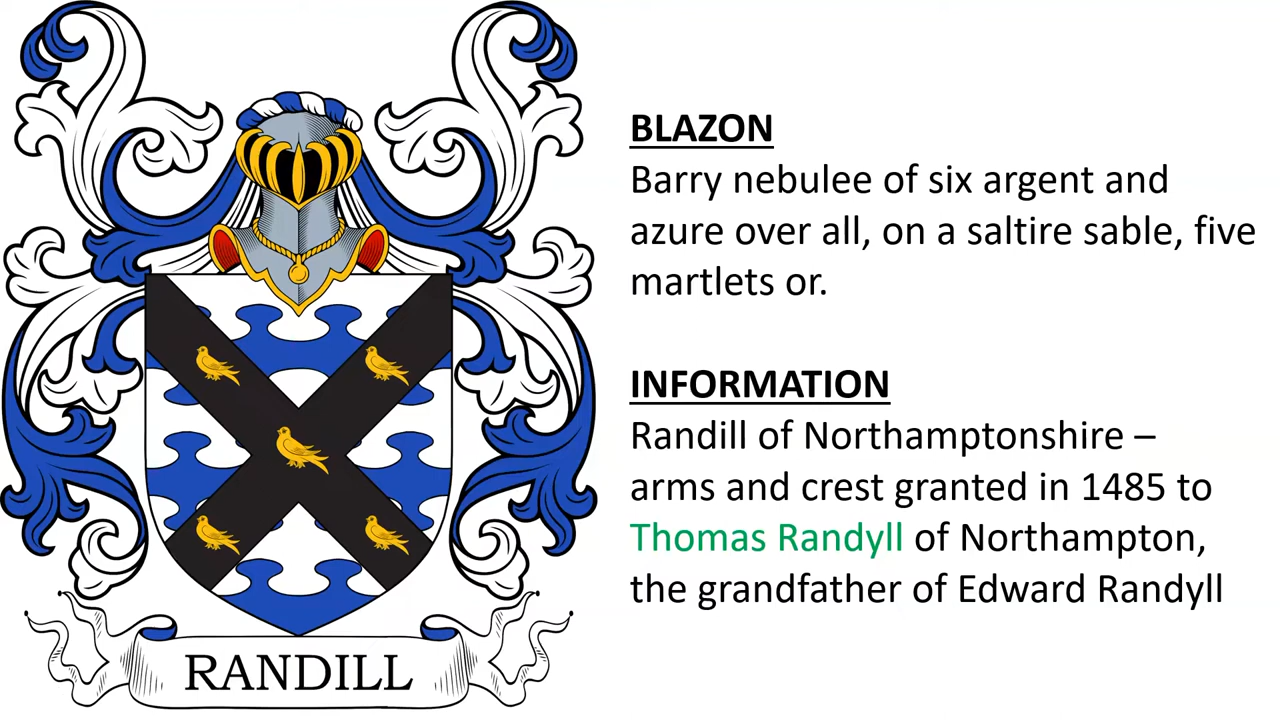 BLAZON
Barry nebulee of six argent and
azure over all, on a saltire sable, five
martlets or.
INFORMATION
Randill of Northamptonshire –
arms and crest granted in 1485 to
Thomas Randyll of Northampton,
the grandfather of Edward Randyll
RANDILL